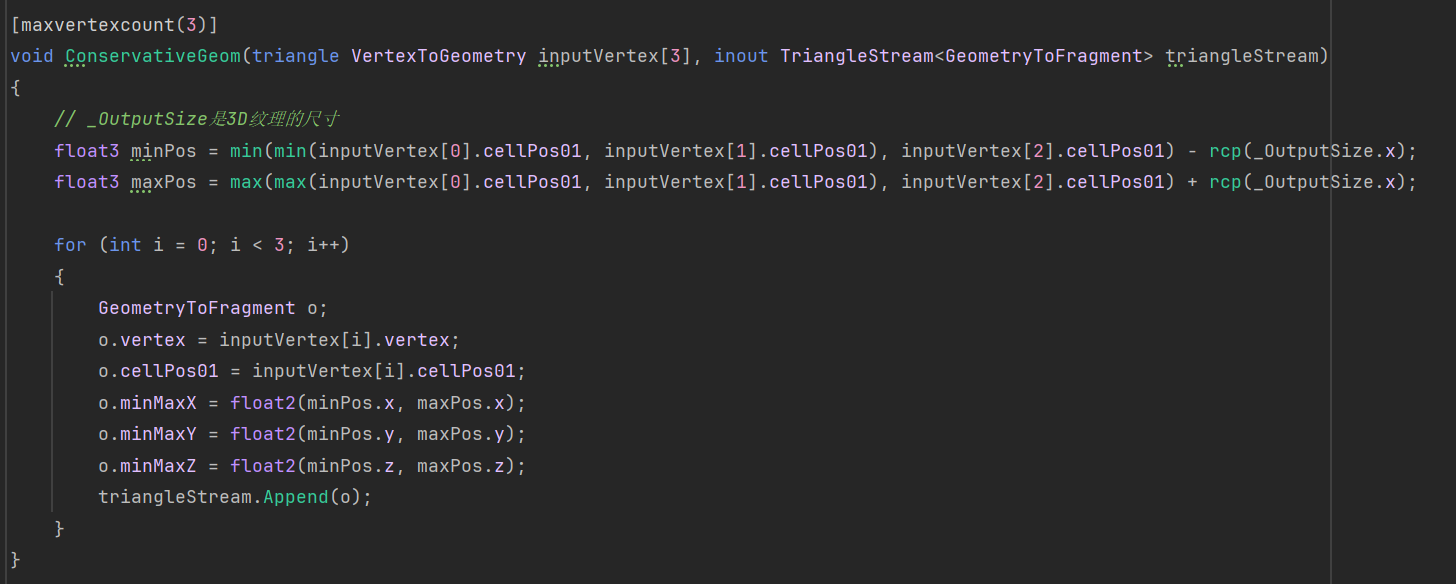 [maxvertexcount(3)]
void ConservativeGeom(triangle VertexToGeometry inputVertex[3], inout TriangleStream<GeometryToFragment> triangleStream)
{
    // _OutputSize是3D纹理的尺寸
    float3 minPos = min(min(inputVertex[0].cellPos01, inputVertex[1].cellPos01), inputVertex[2].cellPos01) - rcp(_OutputSize.x);
    float3 maxPos = max(max(inputVertex[0].cellPos01, inputVertex[1].cellPos01), inputVertex[2].cellPos01) + rcp(_OutputSize.x);

    for (int i = 0; i < 3; i++)
    {
        GeometryToFragment o;
        o.vertex = inputVertex[i].vertex;
        o.cellPos01 = inputVertex[i].cellPos01;
        o.minMaxX = float2(minPos.x, maxPos.x);
        o.minMaxY = float2(minPos.y, maxPos.y);
        o.minMaxZ = float2(minPos.z, maxPos.z);
        triangleStream.Append(o);
    }
}